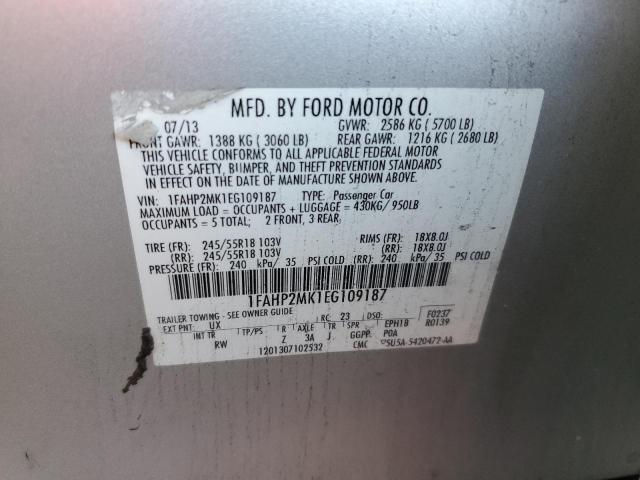 MFD. BY FORD MOTOR CO.
07/13 GVWR: 2586 KG ( 5700 LB)
FRONT GAWR: 1388 KG ( 3060 LB) REAR GAWR: 1216 KG ( 2680 LB)
THIS VEHICLE CONFORMS TO ALL APPLICABLE FEDERAL MOTOR
VEHICLE SAFETY, BUMPER, AND THEFT PREVENTION STANDARDS
IN EFFECT ON THE DATE OF MANUFACTURE SHOWN ABOVE.
VIN: 1FAHP2MK1EG109187 TYPE: Passenger Car
MAXIMUM LOAD = OCCUPANTS + LUGGAGE = 430KG/ 950LB
OCCUPANTS = 5 TOTAL; 2 FRONT, 3 REAR
TIRE (FR): 245/55R18 103V RIMS (FR): 18X8.0J
(RR): 245/55R18 103V (RR): 18X8.0J
PRESSURE (FR): 240 kPa/ 35 PSI COLD (RR): 240 kPa/ 35 PSI COLD
1FAHP2MK1EG109187
TRAILER TOWING - SEE OWNER GUIDE F0237
EXT PNT: UX RC: 23 DSO: R0139
INT TR TP/PS R AXLE TR SPR EPH1B
RW Z 3A J GGPP POA
1201307102532 CMC 5U5A-5420472-AA